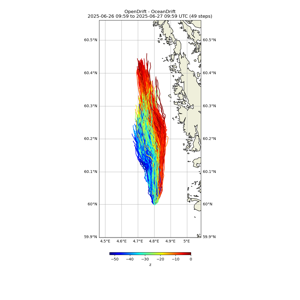 OpenDrift - OceanDrift
2025-06-26 09:59 to 2025-06-27 09:59 UTC (49 steps)
60.5°N 60.5°N
60.4°N 60.4°N
60.3°N 60.3°N
60.2°N 60.2°N
60.1°N 60.1°N
60°N 60°N
59.9°N 59.9°N
4.5°E 4.6°E 4.7°E 4.8°E 4.9°E 5°E
−50 −40 −30 −20 −10 0
z